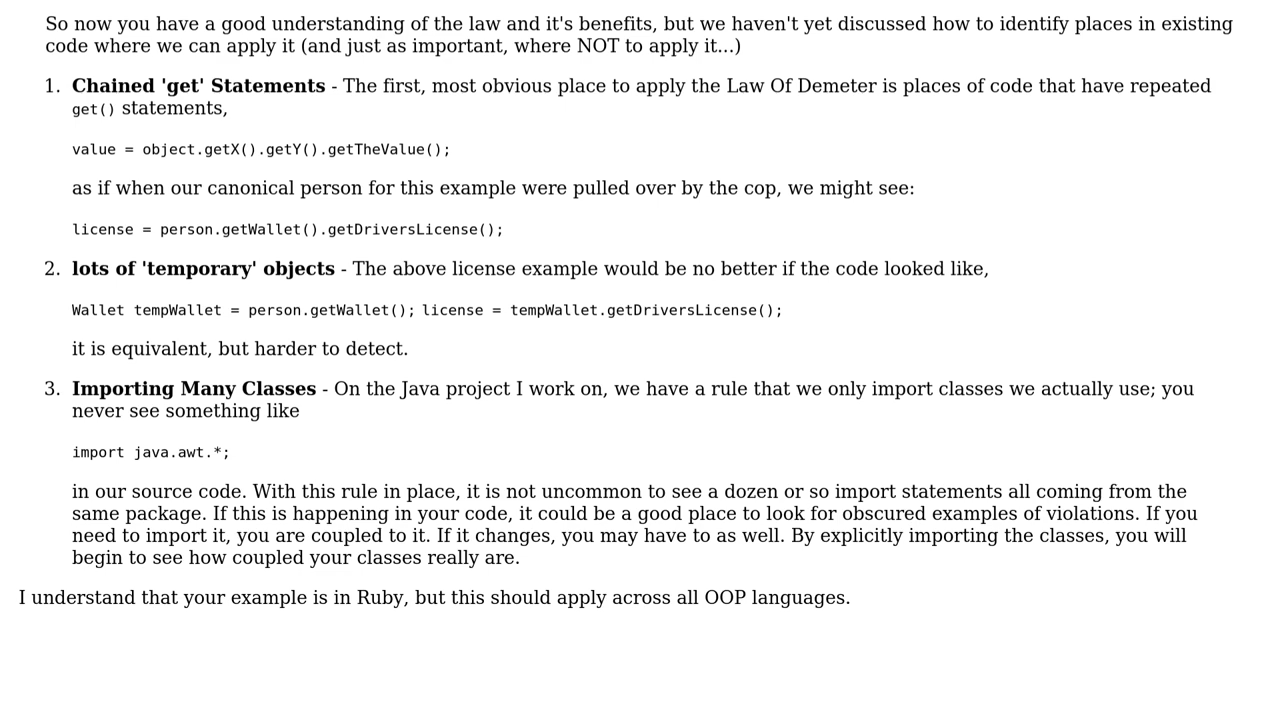 So now you have a good understanding of the law and it's benefits, but we haven't yet discussed how to identify places in existing
code where we can apply it (and just as important, where NOT to apply it...)
1. Chained 'get' Statements - The first, most obvious place to apply the Law Of Demeter is places of code that have repeated
get() statements,
value = object.getX().getY().getTheValue();
as if when our canonical person for this example were pulled over by the cop, we might see:
license = person.getWallet().getDriversLicense();
2. lots of 'temporary' objects - The above license example would be no better if the code looked like,
Wallet tempWallet = person.getWallet(); license = tempWallet.getDriversLicense();
it is equivalent, but harder to detect.
3. Importing Many Classes - On the Java project I work on, we have a rule that we only import classes we actually use; you
never see something like
import java.awt.*;
in our source code. With this rule in place, it is not uncommon to see a dozen or so import statements all coming from the
same package. If this is happening in your code, it could be a good place to look for obscured examples of violations. If you
need to import it, you are coupled to it. If it changes, you may have to as well. By explicitly importing the classes, you will
begin to see how coupled your classes really are.
I understand that your example is in Ruby, but this should apply across all OOP languages.